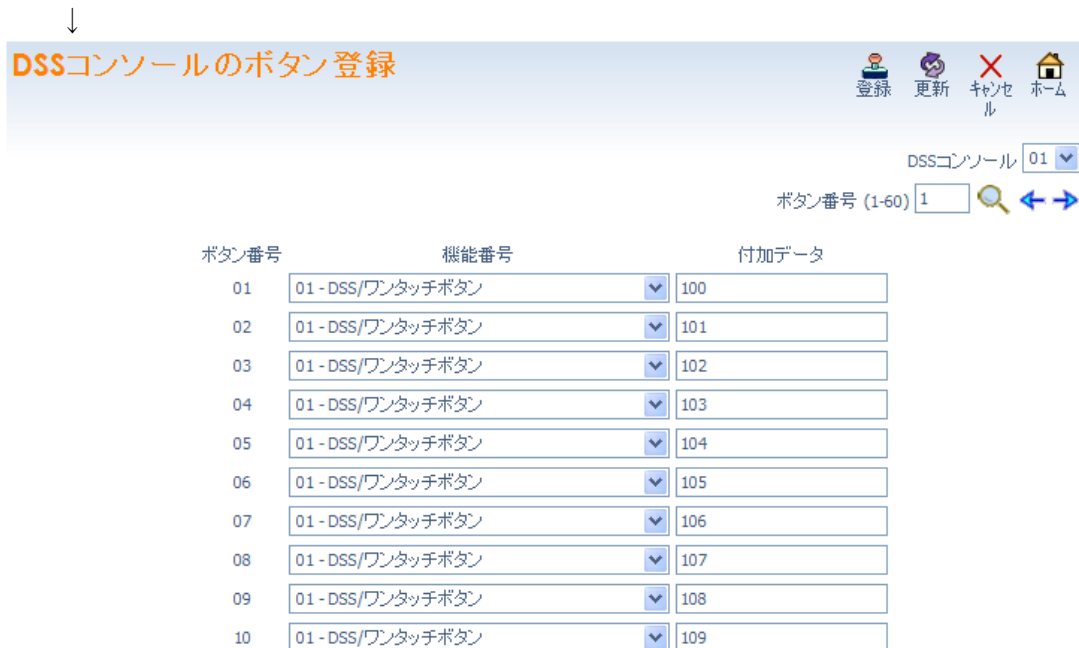 ↓
DSSコンソールのボタン登録
登録 更新 キャンセル ホーム
DSSコンソール 01
ボタン番号 (1-60) 1
ボタン番号 機能番号 付加データ
01 01 - DSS/ワンタッチボタン 100
02 01 - DSS/ワンタッチボタン 101
03 01 - DSS/ワンタッチボタン 102
04 01 - DSS/ワンタッチボタン 103
05 01 - DSS/ワンタッチボタン 104
06 01 - DSS/ワンタッチボタン 105
07 01 - DSS/ワンタッチボタン 106
08 01 - DSS/ワンタッチボタン 107
09 01 - DSS/ワンタッチボタン 108
10 01 - DSS/ワンタッチボタン 109